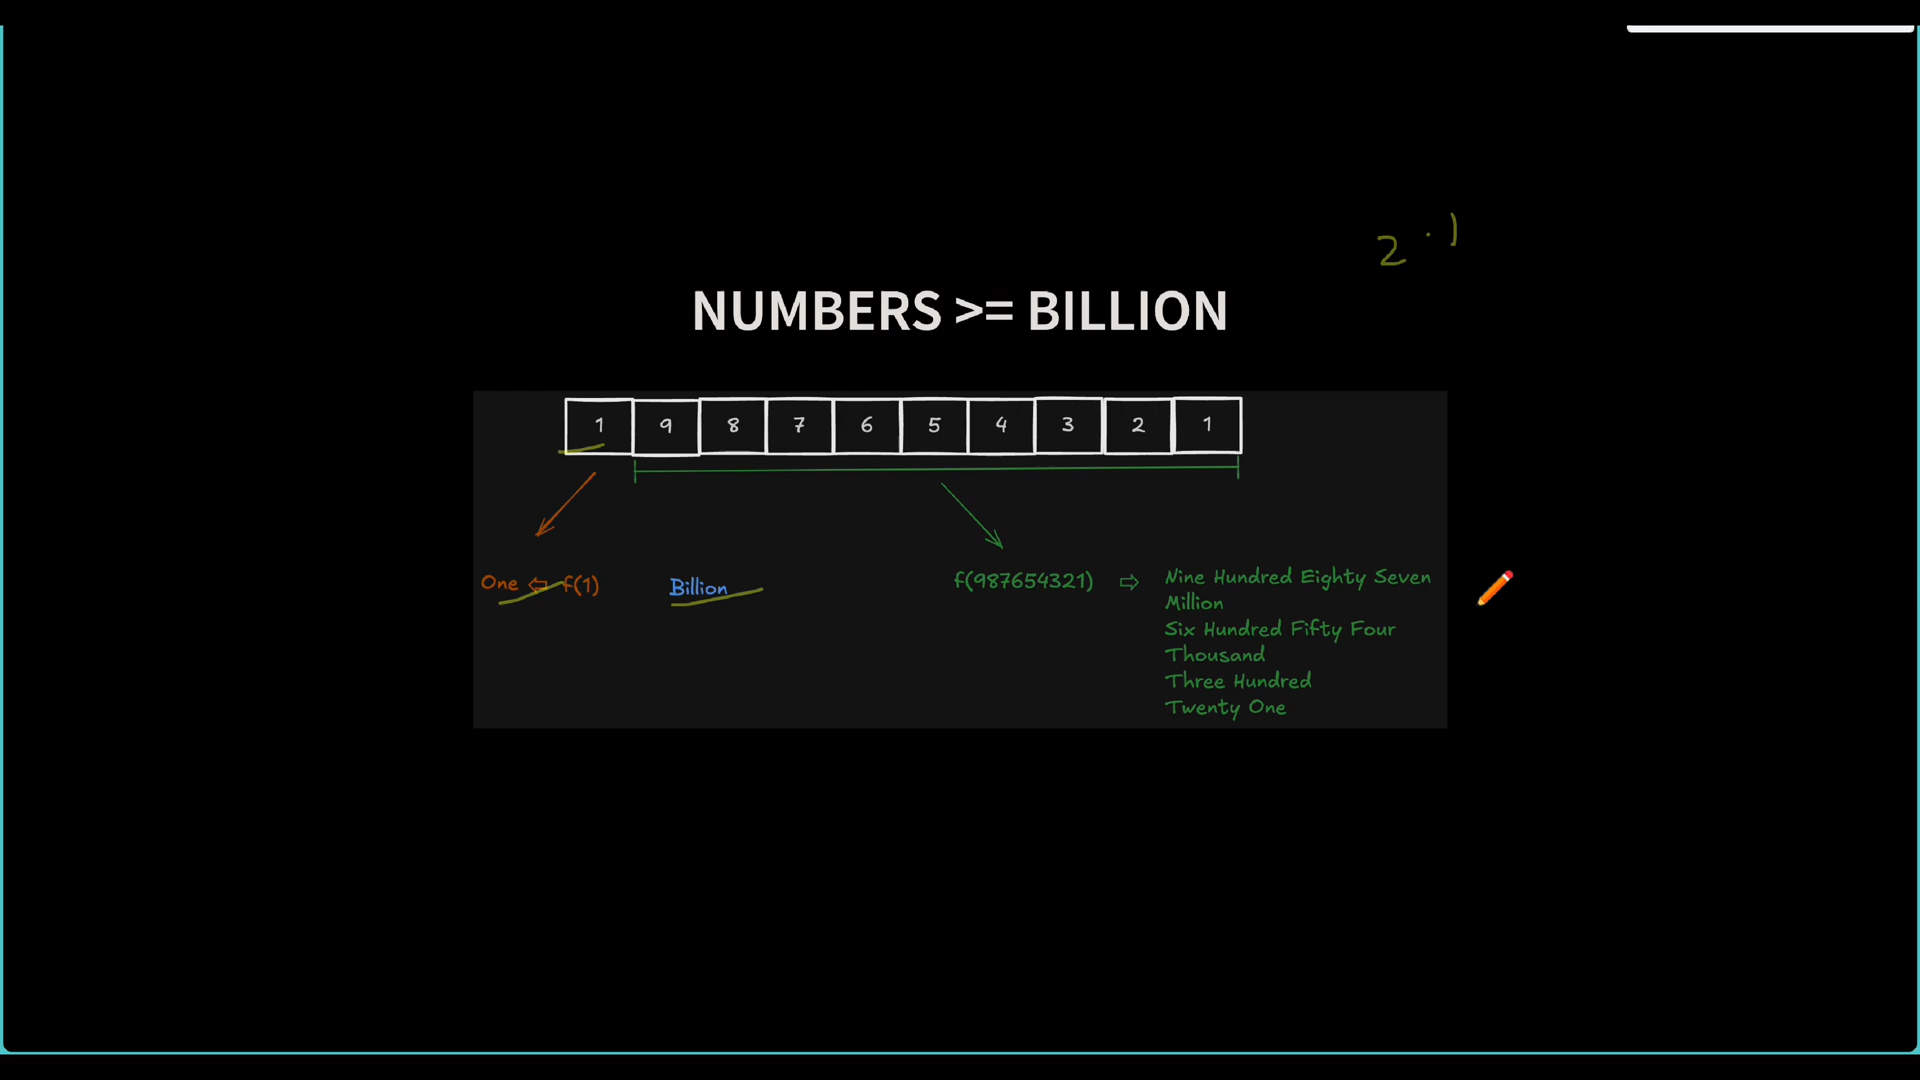 2 . 1
NUMBERS >= BILLION
1 9 8 7 6 5 4 3 2 1
One ⇦ f(1) Billion f(987654321) ⇨ Nine Hundred Eighty Seven
Million
Six Hundred Fifty Four
Thousand
Three Hundred
Twenty One